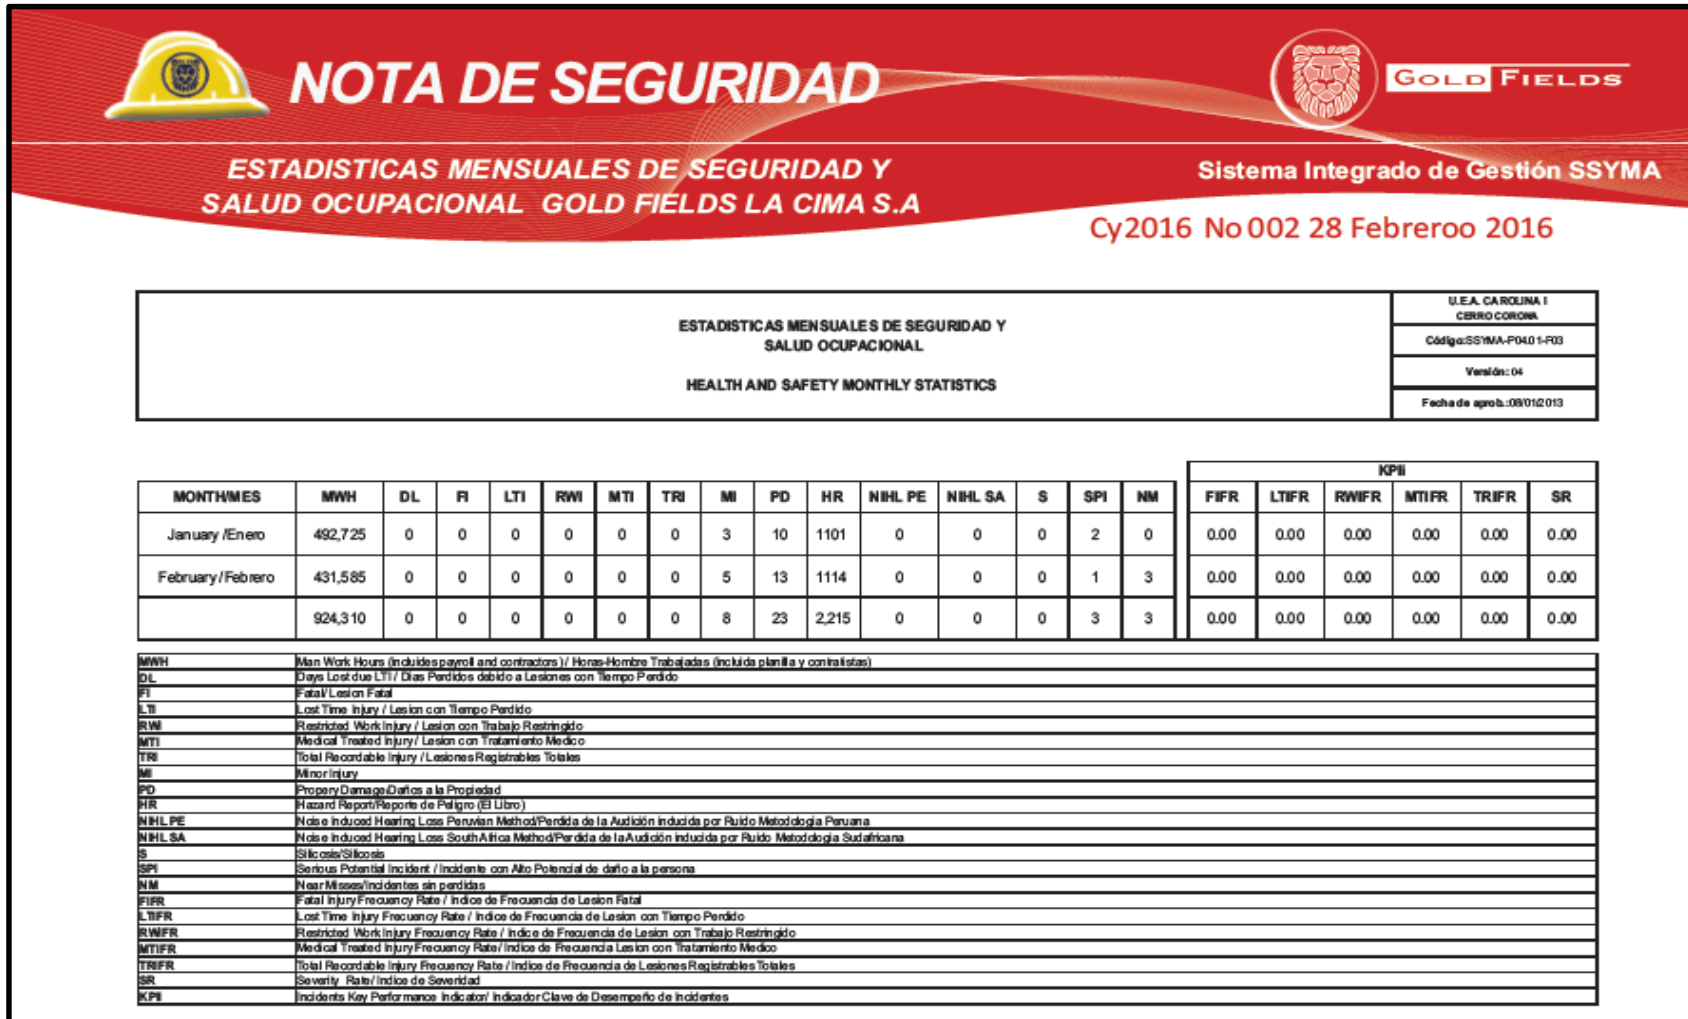 NOTA DE SEGURIDAD
GOLD FIELDS
ESTADISTICAS MENSUALES DE SEGURIDAD Y
SALUD OCUPACIONAL GOLD FIELDS LA CIMA S.A
Sistema Integrado de Gestión SSYMA
Cy2016 No 002 28 Febreroo 2016
ESTADISTICAS MENSUALES DE SEGURIDAD Y
SALUD OCUPACIONAL
HEALTH AND SAFETY MONTHLY STATISTICS
U.E.A. CAROLINA I
CERRO CORONA
Código:SSYMA-P04.01-F03
Versión: 04
Fecha de aprob.:08/01/2013
KPIi
MONTH/MES MWH DL FI LTI RWI MTI TRI MI PD HR NIHL PE NIHL SA S SPI NM FIFR LTIFR RWIFR MTIFR TRIFR SR
January /Enero 492,725 0 0 0 0 0 0 3 10 1101 0 0 0 2 0 0.00 0.00 0.00 0.00 0.00 0.00
February / Febrero 431,585 0 0 0 0 0 0 5 13 1114 0 0 0 1 3 0.00 0.00 0.00 0.00 0.00 0.00
924,310 0 0 0 0 0 0 8 23 2,215 0 0 0 3 3 0.00 0.00 0.00 0.00 0.00 0.00
MWH Man Work Hours (Incluides payroll and contractors) / Horas-Hombre Trabajadas (incluida planilla y contratistas)
DL Days Lost due LTI / Dias Perdidos debido a Lesiones con Tiempo Perdido
FI Fatal/ Lesion Fatal
LTI Lost Time Injury / Lesion con Tiempo Perdido
RWI Restricted Work Injury / Lesion con Trabajo Restringido
MTI Medical Treated Injury / Lesion con Tratamiento Medico
TRI Total Recordable Injury / Lesiones Registrables Totales
MI Minor Injury
PD Propery Damage/Daños a la Propiedad
HR Hazard Report/Reporte de Peligro (El Libro)
NIHL PE Noise Induced Hearing Loss Peruvian Method/Perdida de la Audición inducida por Ruido Metodologia Peruana
NIHL SA Noise Induced Hearing Loss South Africa Method/Perdida de la Audición inducida por Ruido Metodologia Sudafricana
S Silicosis/Silicosis
SPI Serious Potential Incident / Incidente con Alto Potencial de daño a la persona
NM Near Misses/Incidentes sin perdidas
FIFR Fatal Injury Frecuency Rate / Indice de Frecuencia de Lesion Fatal
LTIFR Lost Time Injury Frecuency Rate / Indice de Frecuencia de Lesion con Tiempo Perdido
RWIFR Restricted Work Injury Frecuency Rate / Indice de Frecuencia de Lesion con Trabajo Restringido
MTIFR Medical Treated Injury Frecuency Rate/ Indice de Frecuencia Lesion con Tratamiento Medico
TRIFR Total Recordable Injury Frecuency Rate / Indice de Frecuencia de Lesiones Registrables Totales
SR Severity Rate/ Indice de Severidad
KPIi Incidents Key Performance Indicator/ Indicador Clave de Desempeño de Incidentes